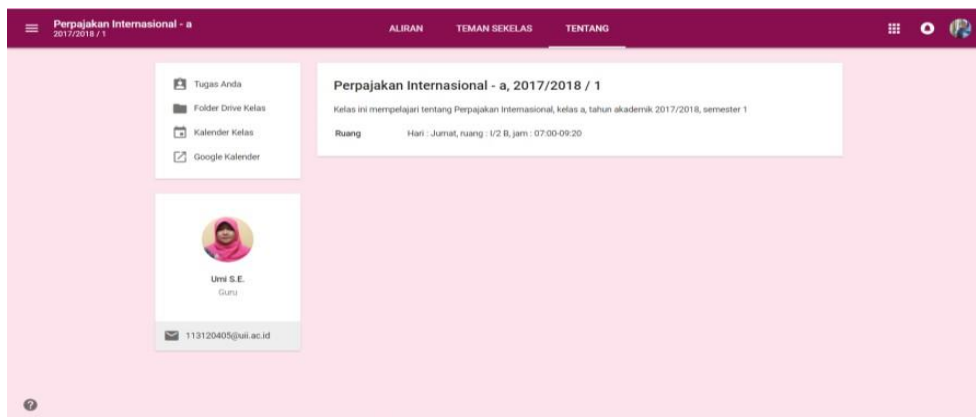 Perpajakan Internasional - a
2017/2018 / 1
ALIRAN TEMAN SEKELAS TENTANG
Tugas Anda
Folder Drive Kelas
Kalender Kelas
Google Kalender
Perpajakan Internasional - a, 2017/2018 / 1
Kelas ini mempelajari tentang Perpajakan Internasional, kelas a, tahun akademik 2017/2018, semester 1
Ruang Hari : Jumat, ruang : I/2 B, jam : 07:00-09:20
Umi S.E.
Guru
113120405@uii.ac.id